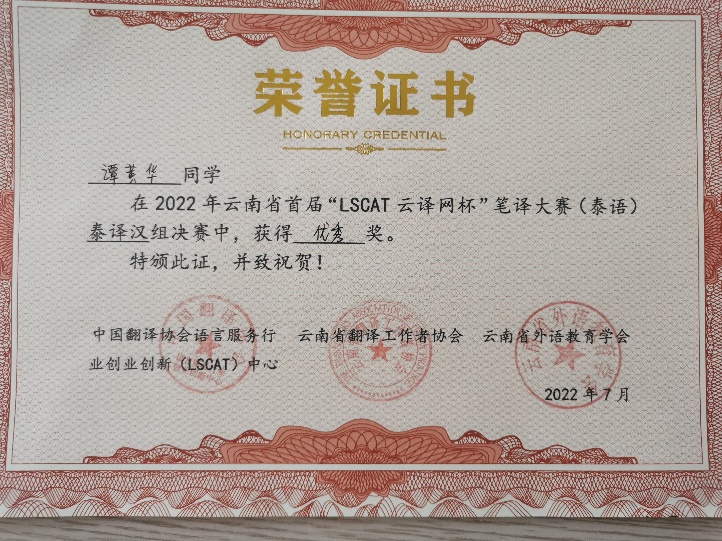 荣誉证书
HONORARY CREDENTIAL
谭芸华 同学
在2022年云南省首届“LSCAT云译网杯”笔译大赛（泰语）
泰译汉组决赛中，获得 优秀 奖。
特颁此证，并致祝贺！
中国翻译协会语言服务行 云南省翻译工作者协会 云南省外语教育学会
业创业创新（LSCAT）中心
2022年7月